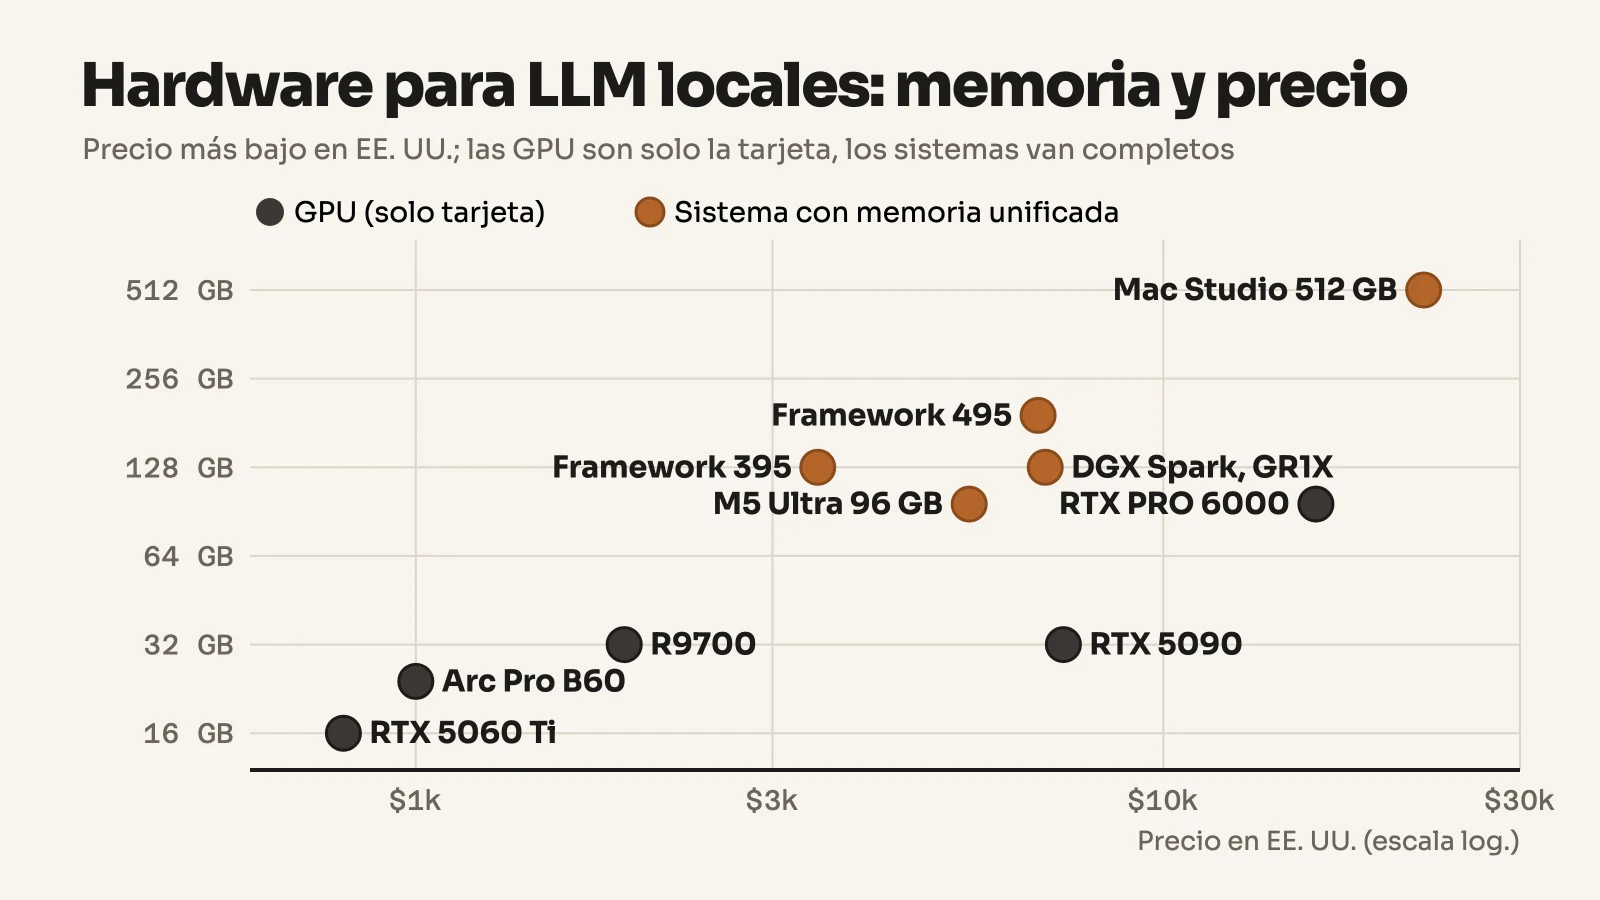 Hardware para LLM locales: memoria y precio
Precio más bajo en EE. UU.; las GPU son solo la tarjeta, los sistemas van completos
GPU (solo tarjeta)
Sistema con memoria unificada
512 GB
Mac Studio 512 GB
256 GB
Framework 495
128 GB
Framework 395
DGX Spark, GR1X
M5 Ultra 96 GB
RTX PRO 6000
64 GB
32 GB
R9700
RTX 5090
Arc Pro B60
16 GB
RTX 5060 Ti
$1k
$3k
$10k
$30k
Precio en EE. UU. (escala log.)